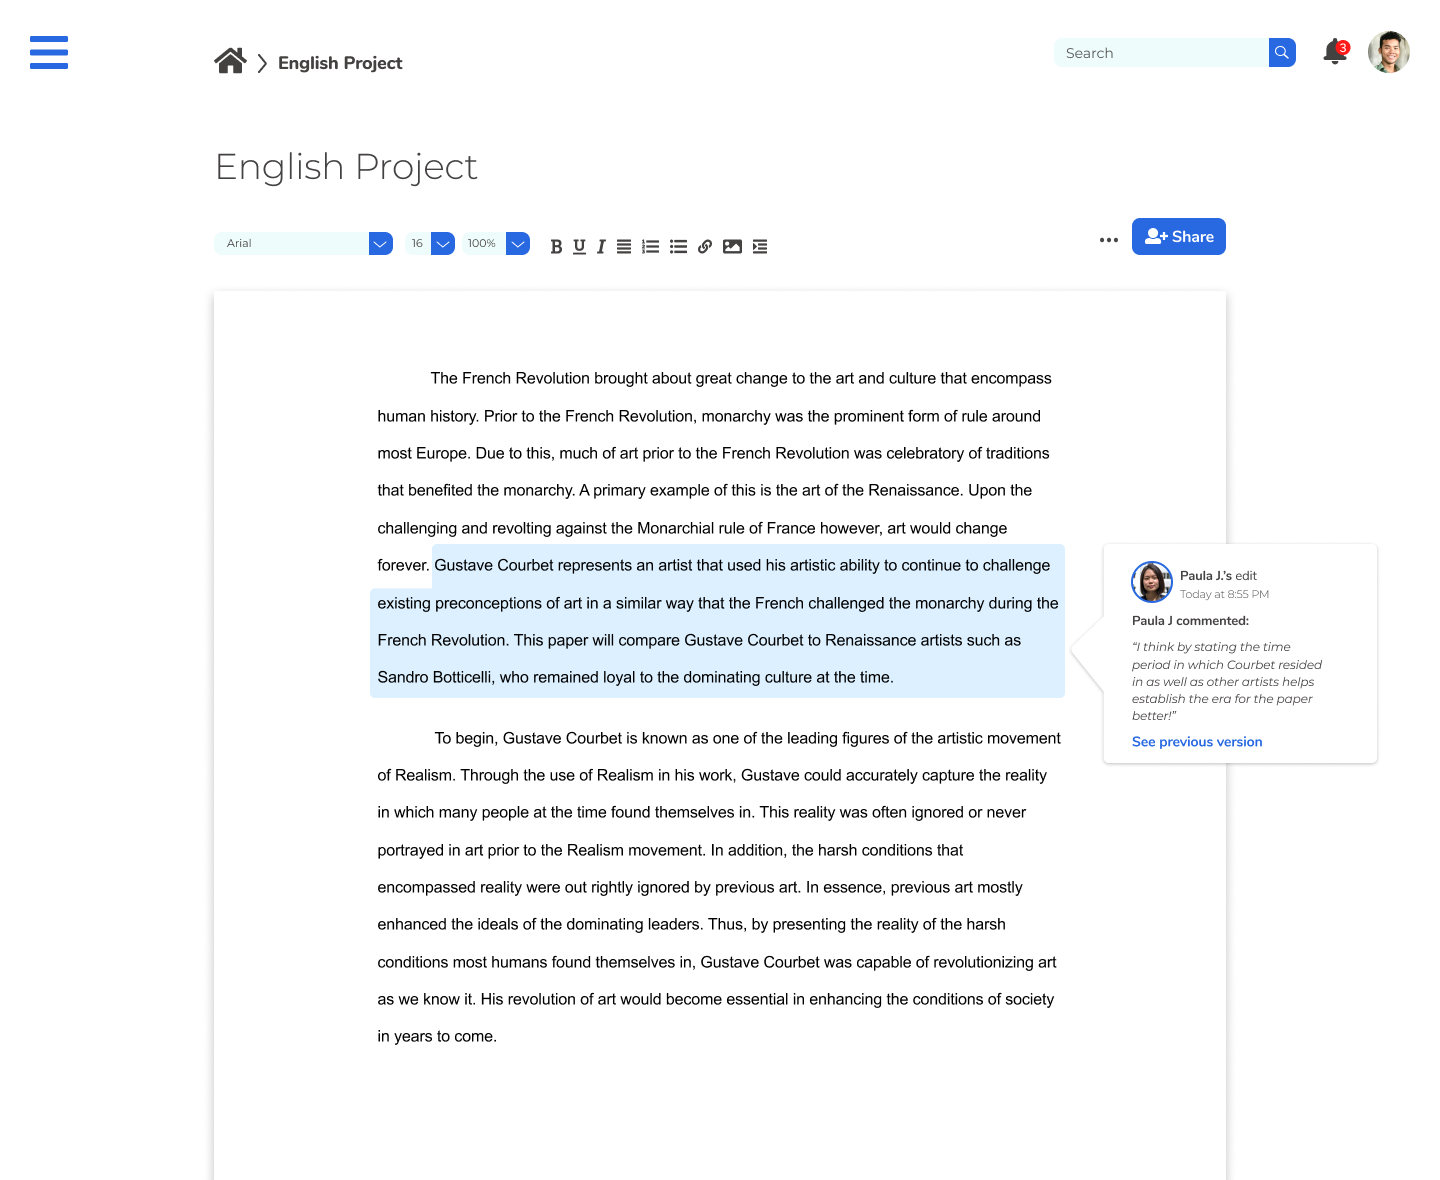 English Project
Search
3
English Project
Arial
16
100%
B U I
Share
The French Revolution brought about great change to the art and culture that encompass
human history. Prior to the French Revolution, monarchy was the prominent form of rule around
most Europe. Due to this, much of art prior to the French Revolution was celebratory of traditions
that benefited the monarchy. A primary example of this is the art of the Renaissance. Upon the
challenging and revolting against the Monarchial rule of France however, art would change
forever. Gustave Courbet represents an artist that used his artistic ability to continue to challenge
existing preconceptions of art in a similar way that the French challenged the monarchy during the
French Revolution. This paper will compare Gustave Courbet to Renaissance artists such as
Sandro Botticelli, who remained loyal to the dominating culture at the time.
Paula J.'s edit
Today at 8:55 PM
Paula J commented:
“I think by stating the time
period in which Courbet resided
in as well as other artists helps
establish the era for the paper
better!”
See previous version
To begin, Gustave Courbet is known as one of the leading figures of the artistic movement
of Realism. Through the use of Realism in his work, Gustave could accurately capture the reality
in which many people at the time found themselves in. This reality was often ignored or never
portrayed in art prior to the Realism movement. In addition, the harsh conditions that
encompassed reality were out rightly ignored by previous art. In essence, previous art mostly
enhanced the ideals of the dominating leaders. Thus, by presenting the reality of the harsh
conditions most humans found themselves in, Gustave Courbet was capable of revolutionizing art
as we know it. His revolution of art would become essential in enhancing the conditions of society
in years to come.